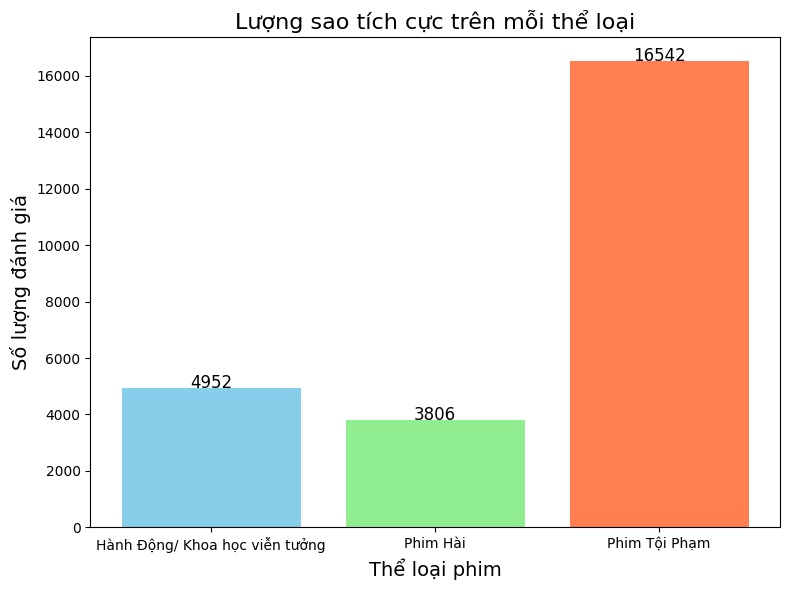 Lượng sao tích cực trên mỗi thể loại
Số lượng đánh giá
16000
14000
12000
10000
8000
6000
4000
2000
0
4952
3806
16542
Hành Động/ Khoa học viễn tưởng
Phim Hài
Phim Tội Phạm
Thể loại phim